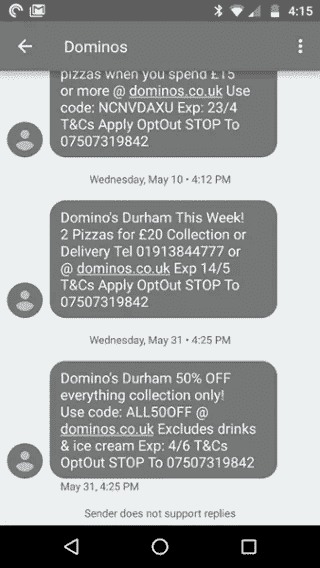 4:15
Dominos
pizzas when you spend £15
or more @ dominos.co.uk Use
code: NCNVDAXU Exp: 23/4
T&Cs Apply OptOut STOP To
07507319842
Wednesday, May 10 • 4:12 PM
Domino's Durham This Week!
2 Pizzas for £20 Collection or
Delivery Tel 01913844777 or
@ dominos.co.uk Exp 14/5
T&Cs Apply OptOut STOP To
07507319842
Wednesday, May 31 • 4:25 PM
Domino's Durham 50% OFF
everything collection only!
Use code: ALL50OFF @
dominos.co.uk Excludes drinks
& ice cream Exp: 4/6 T&Cs
OptOut STOP To 07507319842
May 31, 4:25 PM
Sender does not support replies